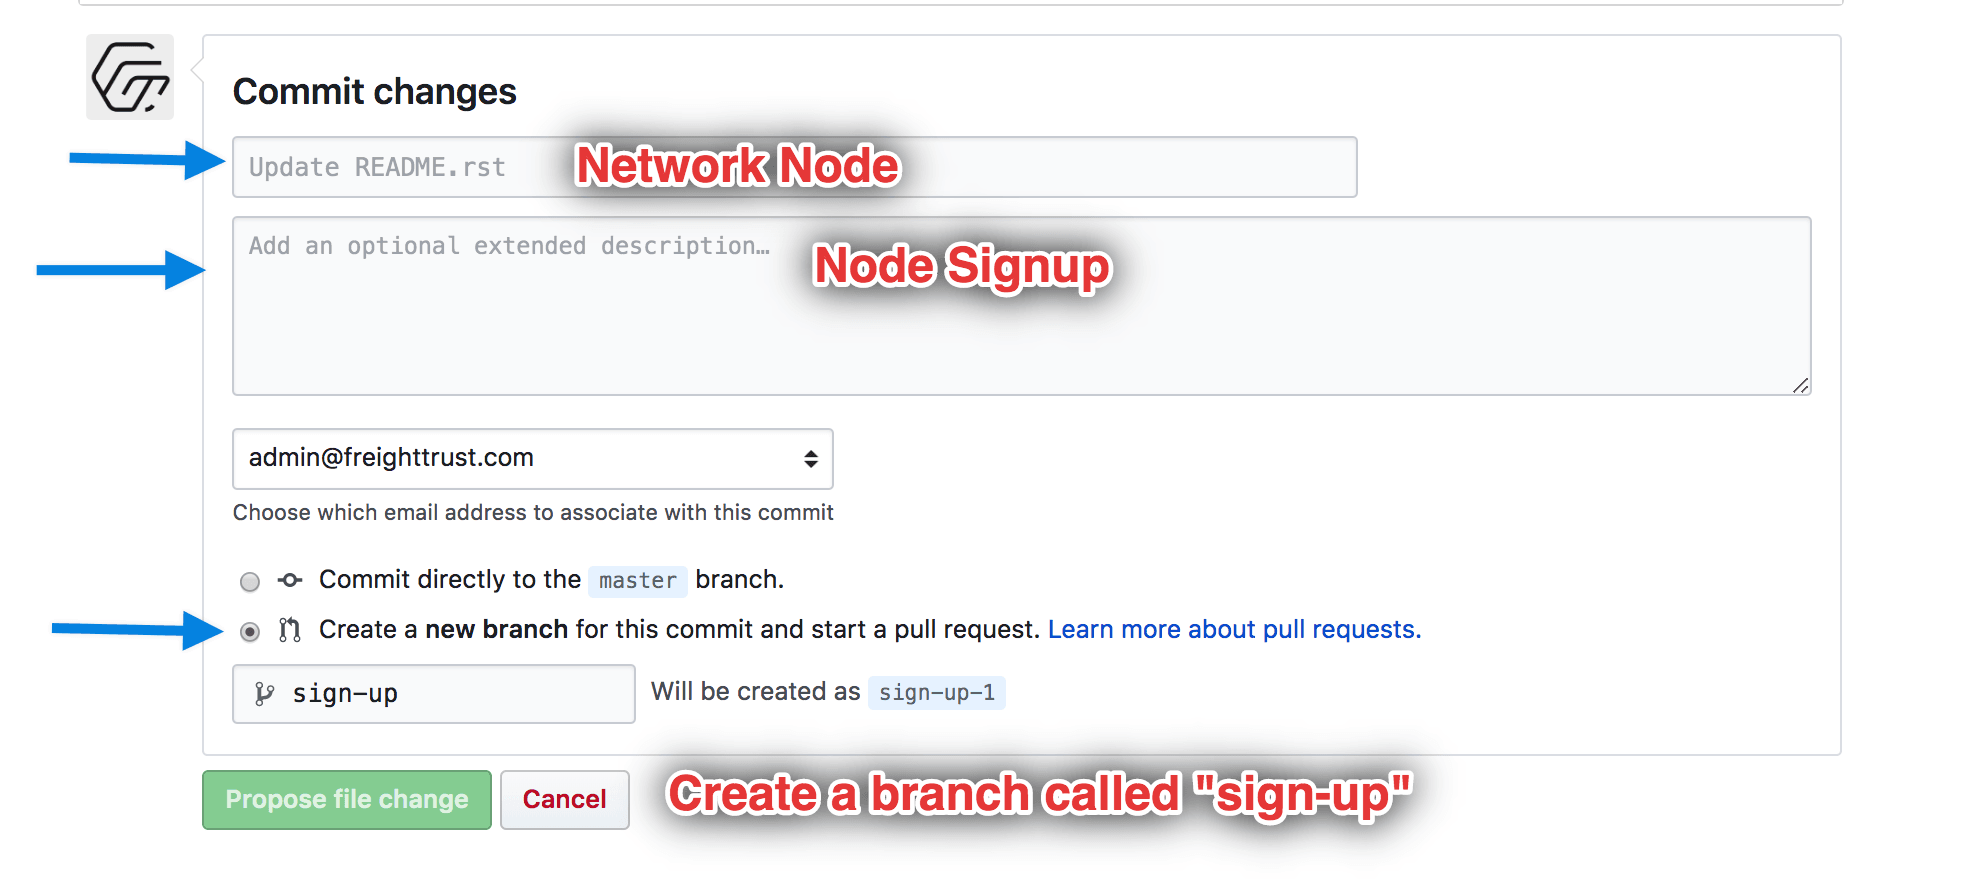 Commit changes
Update README.rst Network Node
Add an optional extended description… Node Signup
admin@freighttrust.com
Choose which email address to associate with this commit
Commit directly to the master branch.
Create a new branch for this commit and start a pull request. Learn more about pull requests.
sign-up Will be created as sign-up-1
Propose file change Cancel Create a branch called "sign-up"